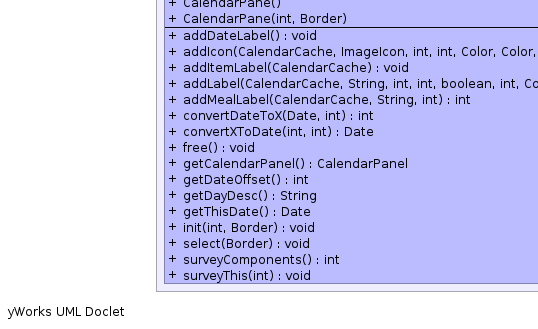 + CalendarPane()
+ CalendarPane(int, Border)
+ addDateLabel() : void
+ addIcon(CalendarCache, ImageIcon, int, int, Color, Color,
+ addItemLabel(CalendarCache) : void
+ addLabel(CalendarCache, String, int, int, boolean, int, Co
+ addMealLabel(CalendarCache, String, int) : int
+ convertDateToX(Date, int) : int
+ convertXToDate(int, int) : Date
+ free() : void
+ getCalendarPanel() : CalendarPanel
+ getDateOffset() : int
+ getDayDesc() : String
+ getThisDate() : Date
+ init(int, Border) : void
+ select(Border) : void
+ surveyComponents() : int
+ surveyThis(int) : void
yWorks UML Doclet